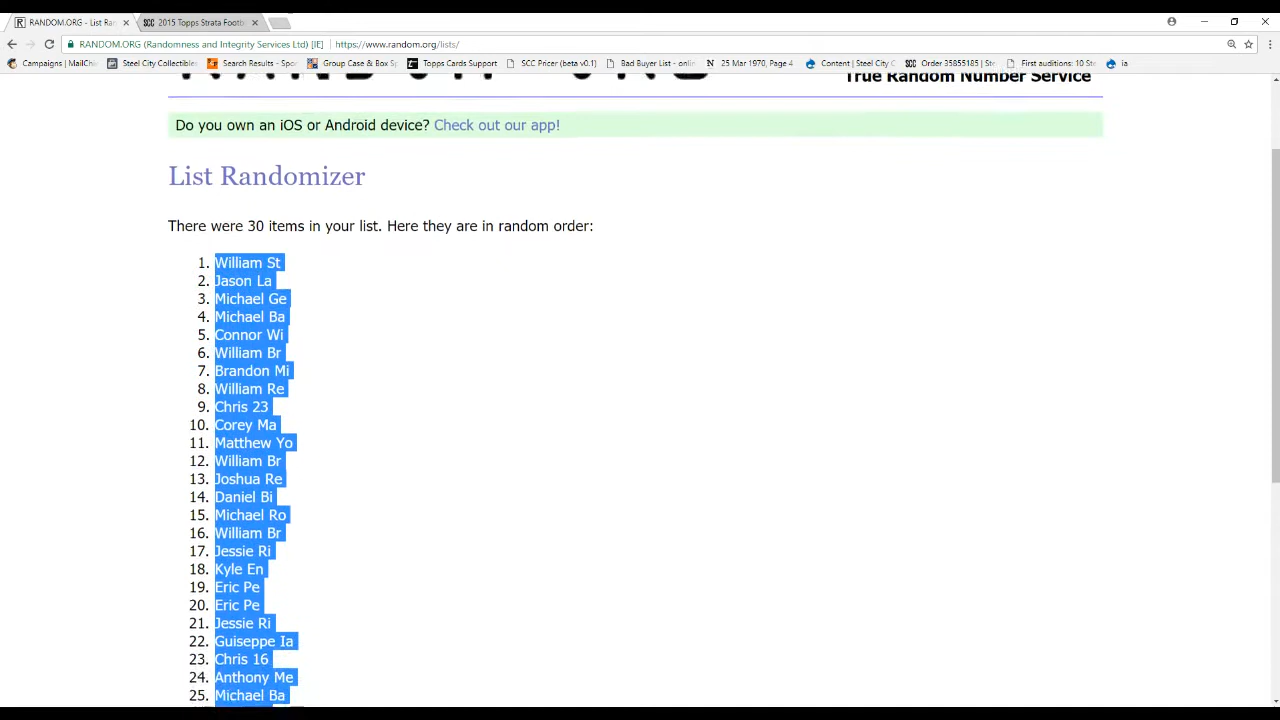 RANDOM.ORG - List Ra
SCC 2015 Topps Strata Footb
RANDOM.ORG (Randomness and Integrity Services Ltd) [IE] https://www.random.org/lists/
Campaigns | MailChi Steel City Collectibles Search Results - Spo Group Case & Box S Topps Cards Support SCC Pricer (beta v0.1) Bad Buyer List - onlin N 25 Mar 1970, Page 4 Content | Steel City C SCC Order 35855185 | St First auditions: 10 St ia
True Random Number Service
Do you own an iOS or Android device? Check out our app!
List Randomizer
There were 30 items in your list. Here they are in random order:
1. William St
2. Jason La
3. Michael Ge
4. Michael Ba
5. Connor Wi
6. William Br
7. Brandon Mi
8. William Re
9. Chris 23
10. Corey Ma
11. Matthew Yo
12. William Br
13. Joshua Re
14. Daniel Bi
15. Michael Ro
16. William Br
17. Jessie Ri
18. Kyle En
19. Eric Pe
20. Eric Pe
21. Jessie Ri
22. Guiseppe Ia
23. Chris 16
24. Anthony Me
25. Michael Ba